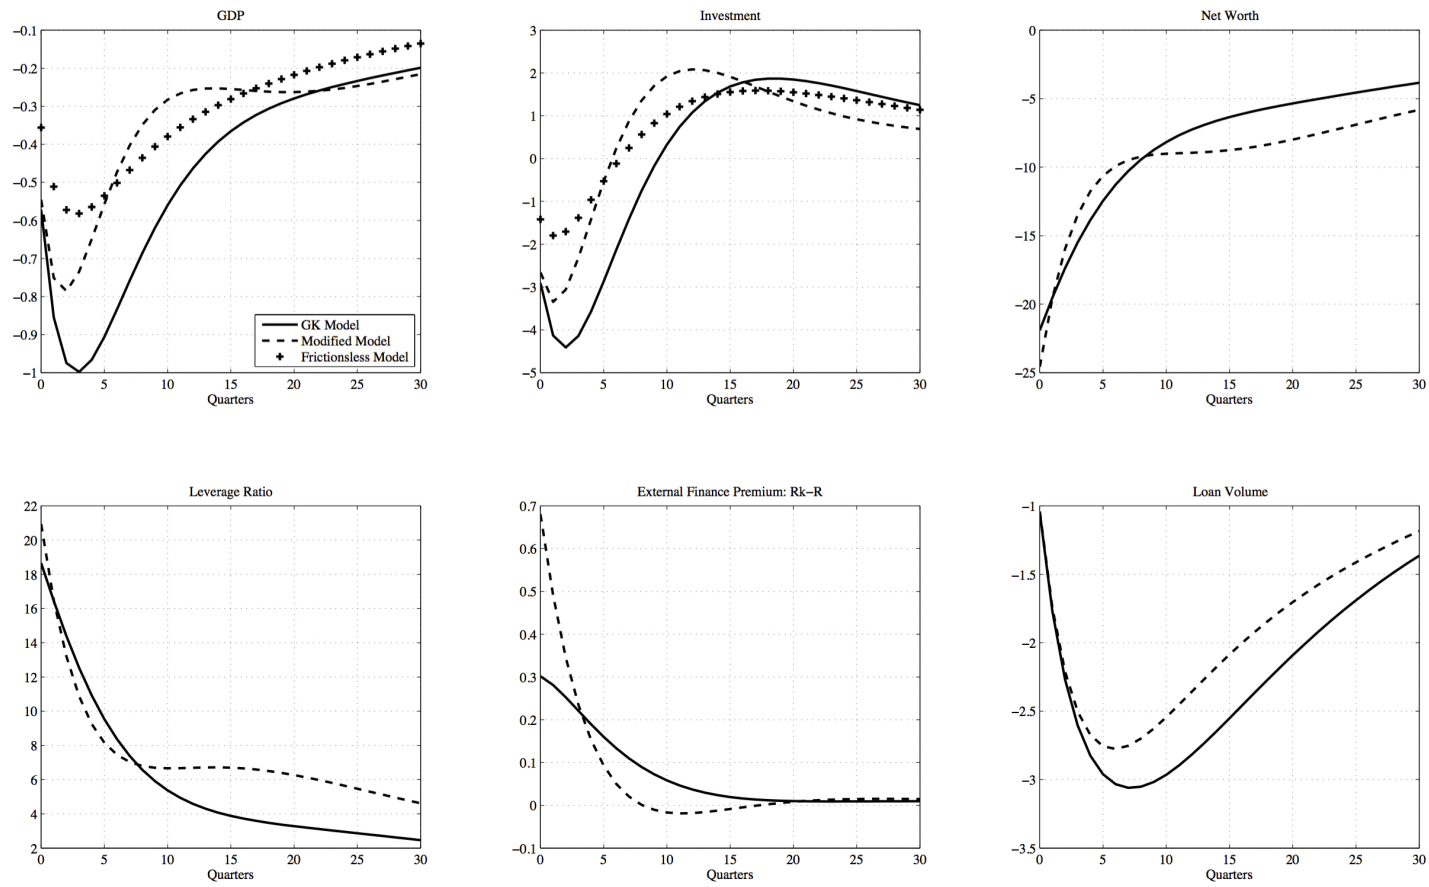 GDP
−0.1
−0.2
−0.3
−0.4
−0.5
−0.6
−0.7
−0.8
−0.9
−1
0 5 10 15 20 25 30
Quarters
GK Model
Modified Model
Frictionsless Model
Investment
3
2
1
0
−1
−2
−3
−4
−5
0 5 10 15 20 25 30
Quarters
Net Worth
0
−5
−10
−15
−20
−25
0 5 10 15 20 25 30
Quarters
Leverage Ratio
22
20
18
16
14
12
10
8
6
4
2
0 5 10 15 20 25 30
Quarters
External Finance Premium: Rk−R
0.7
0.6
0.5
0.4
0.3
0.2
0.1
0
−0.1
0 5 10 15 20 25 30
Quarters
Loan Volume
−1
−1.5
−2
−2.5
−3
−3.5
0 5 10 15 20 25 30
Quarters